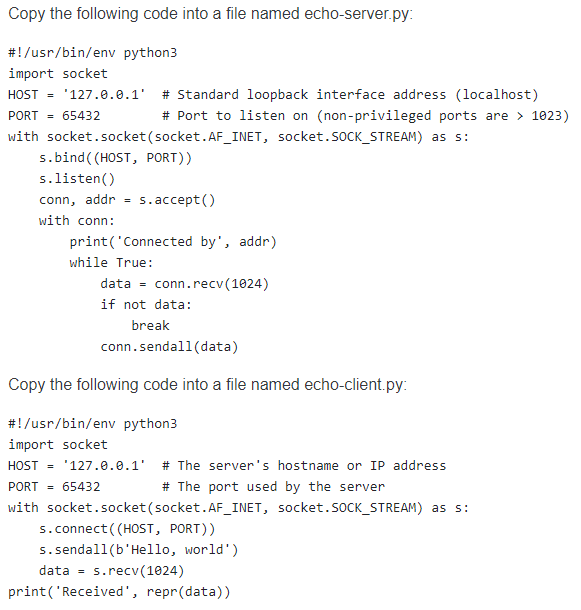 Copy the following code into a file named echo-server.py:
#!/usr/bin/env python3
import socket
HOST = '127.0.0.1'  # Standard loopback interface address (localhost)
PORT = 65432        # Port to listen on (non-privileged ports are > 1023)
with socket.socket(socket.AF_INET, socket.SOCK_STREAM) as s:
    s.bind((HOST, PORT))
    s.listen()
    conn, addr = s.accept()
    with conn:
        print('Connected by', addr)
        while True:
            data = conn.recv(1024)
            if not data:
                break
            conn.sendall(data)
Copy the following code into a file named echo-client.py:
#!/usr/bin/env python3
import socket
HOST = '127.0.0.1'  # The server's hostname or IP address
PORT = 65432        # The port used by the server
with socket.socket(socket.AF_INET, socket.SOCK_STREAM) as s:
    s.connect((HOST, PORT))
    s.sendall(b'Hello, world')
    data = s.recv(1024)
print('Received', repr(data))